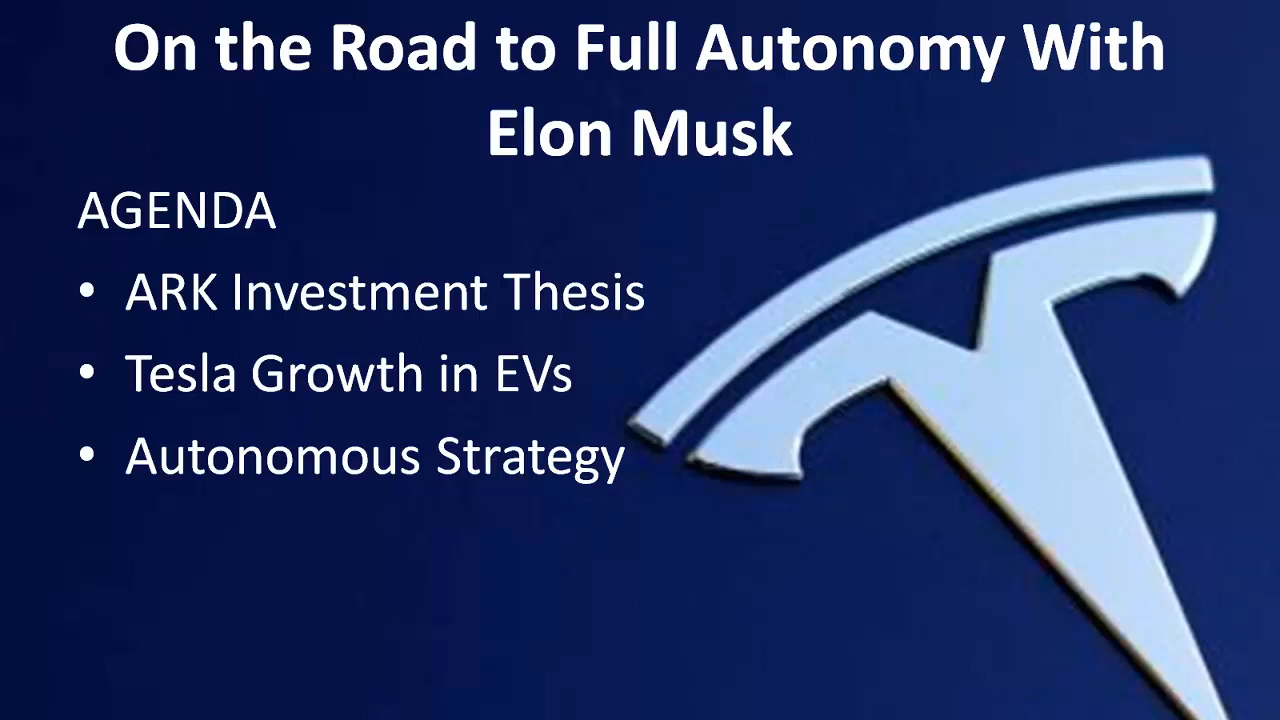 On the Road to Full Autonomy With
Elon Musk
AGENDA
• ARK Investment Thesis
• Tesla Growth in EVs
• Autonomous Strategy